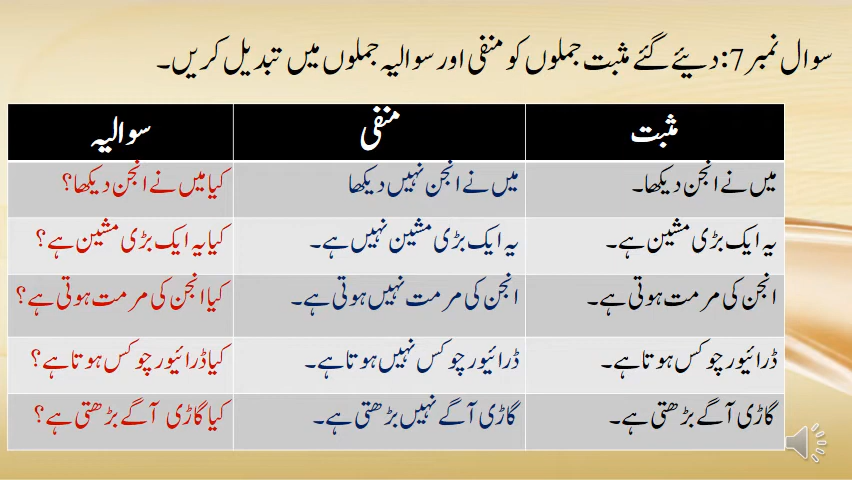 سوال نمبر 7: دیئے گئے مثبت جملوں کو منفی اور سوالیہ جملوں میں تبدیل کریں۔
مثبت منفی سوالیہ
میں نے انجن دیکھا۔ میں نے انجن نہیں دیکھا کیا میں نے انجن دیکھا؟
یہ ایک بڑی مشین ہے۔ یہ ایک بڑی مشین نہیں ہے۔ کیا یہ ایک بڑی مشین ہے؟
انجن کی مرمت ہوتی ہے۔ انجن کی مرمت نہیں ہوتی ہے۔ کیا انجن کی مرمت ہوتی ہے؟
ڈرائیور چوکس ہوتا ہے۔ ڈرائیور چوکس نہیں ہوتا ہے۔ کیا ڈرائیور چوکس ہوتا ہے؟
گاڑی آگے بڑھتی ہے۔ گاڑی آگے نہیں بڑھتی ہے۔ کیا گاڑی آگے بڑھتی ہے؟